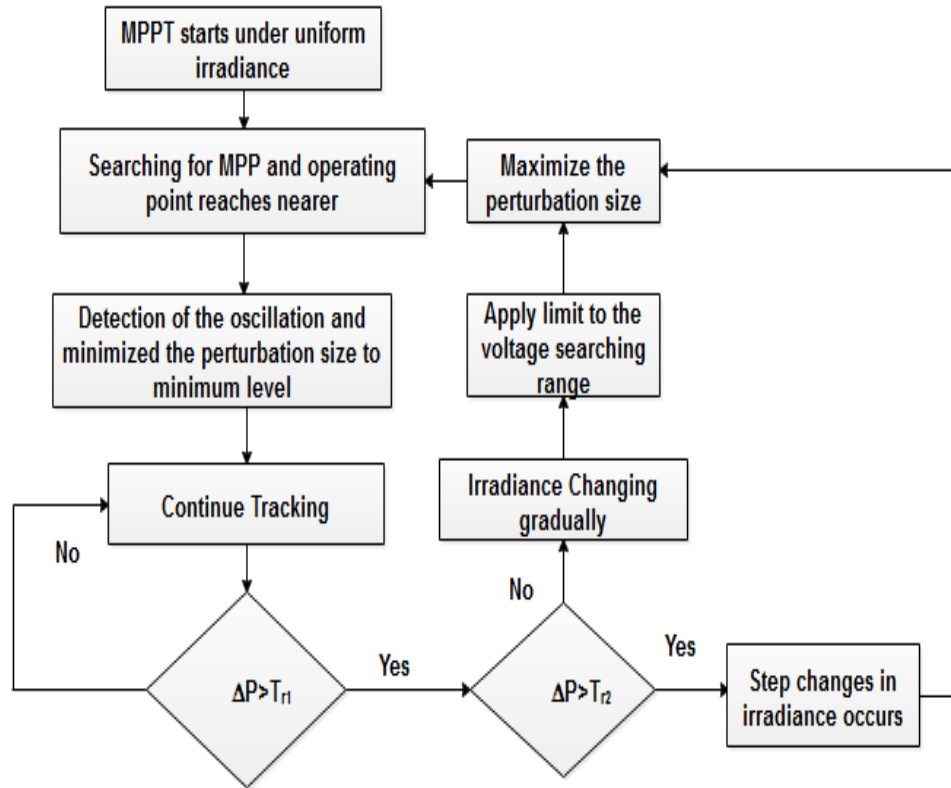 MPPT starts under uniform
irradiance
Searching for MPP and operating
point reaches nearer
Maximize the
perturbation size
Detection of the oscillation and
minimized the perturbation size to
minimum level
Apply limit to the
voltage searching
range
Continue Tracking
Irradiance Changing
gradually
No
No
ΔP>Tr1
Yes
ΔP>Tr2
Yes
Step changes in
irradiance occurs